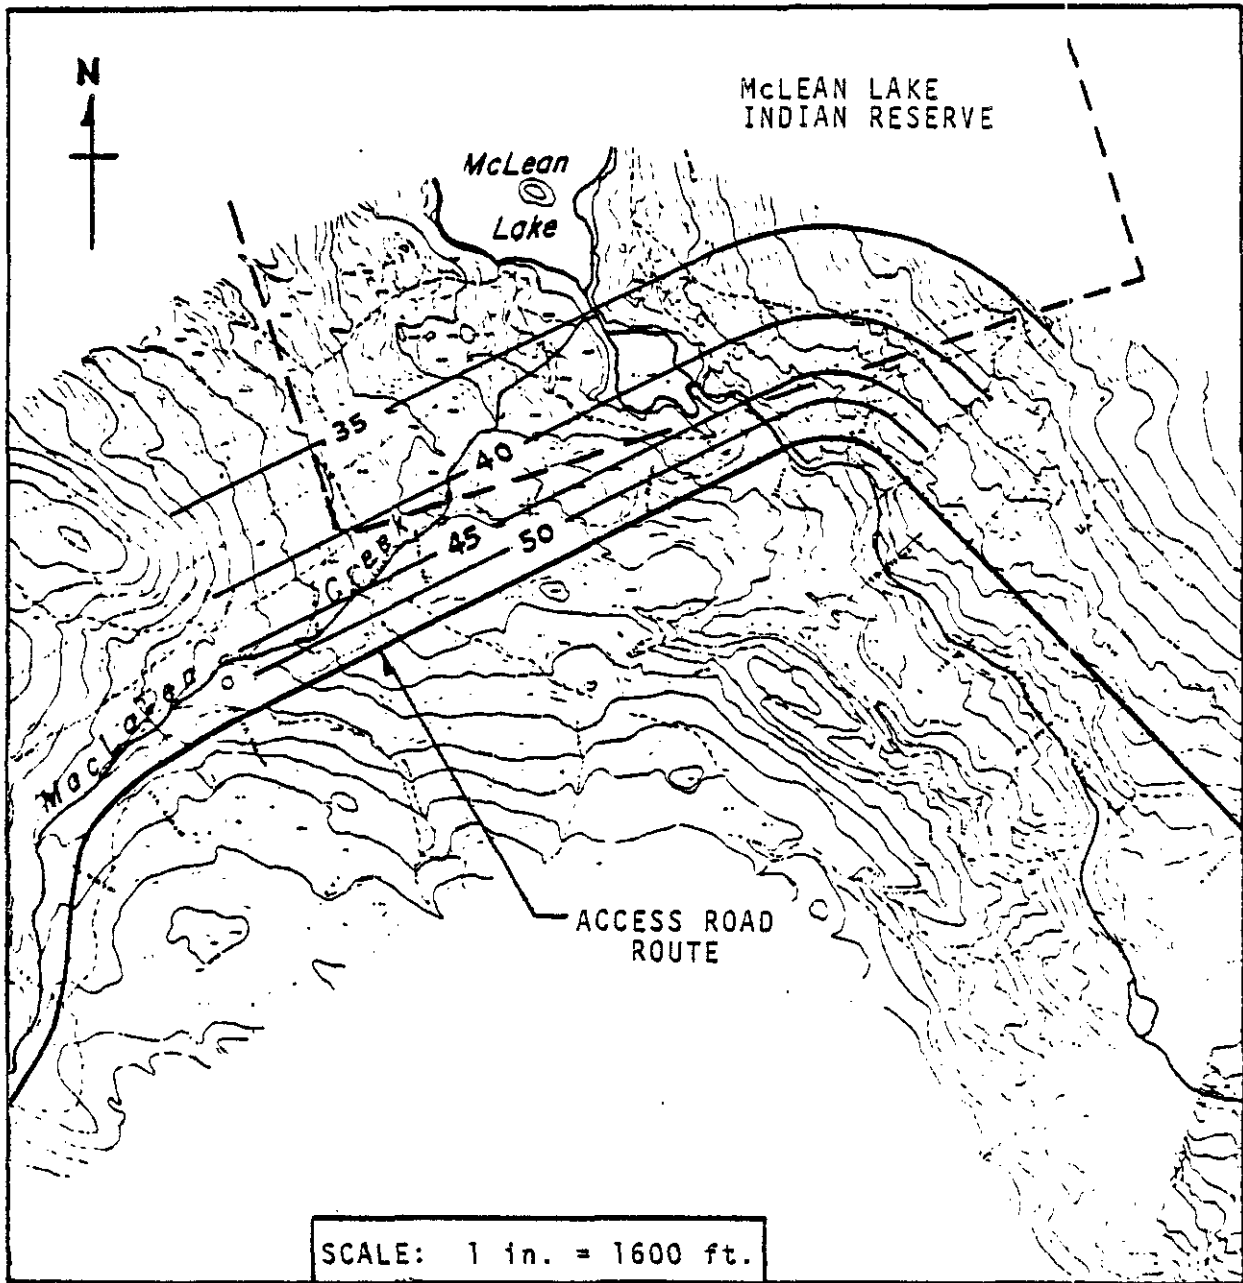 N
McLEAN LAKE
INDIAN RESERVE
McLean
Lake
35
40
45
50
MacLaren Creek
ACCESS ROAD
ROUTE
SCALE: 1 in. = 1600 ft.